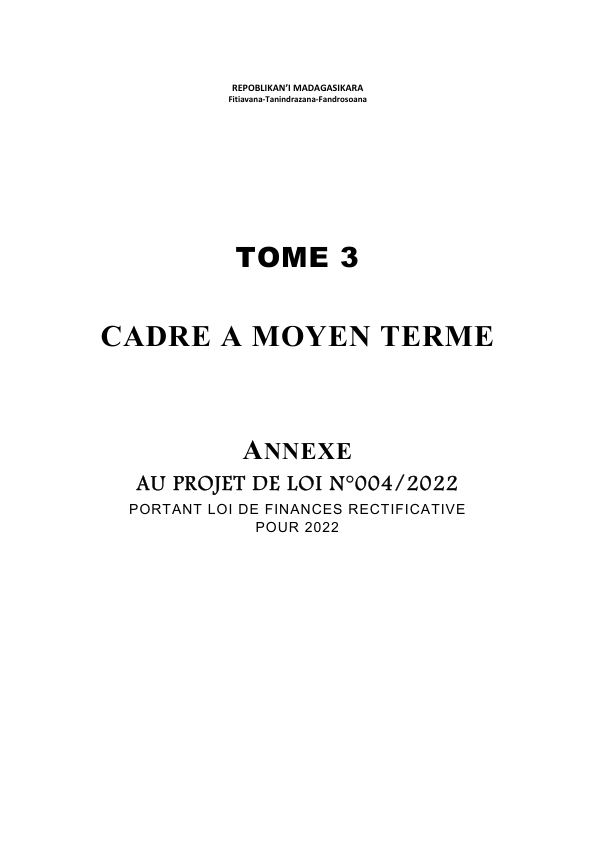 REPOBLIKAN'I MADAGASIKARA
Fitiavana-Tanindrazana-Fandrosoana
TOME 3
CADRE A MOYEN TERME
ANNEXE
AU PROJET DE LOI N°004/2022
PORTANT LOI DE FINANCES RECTIFICATIVE
POUR 2022